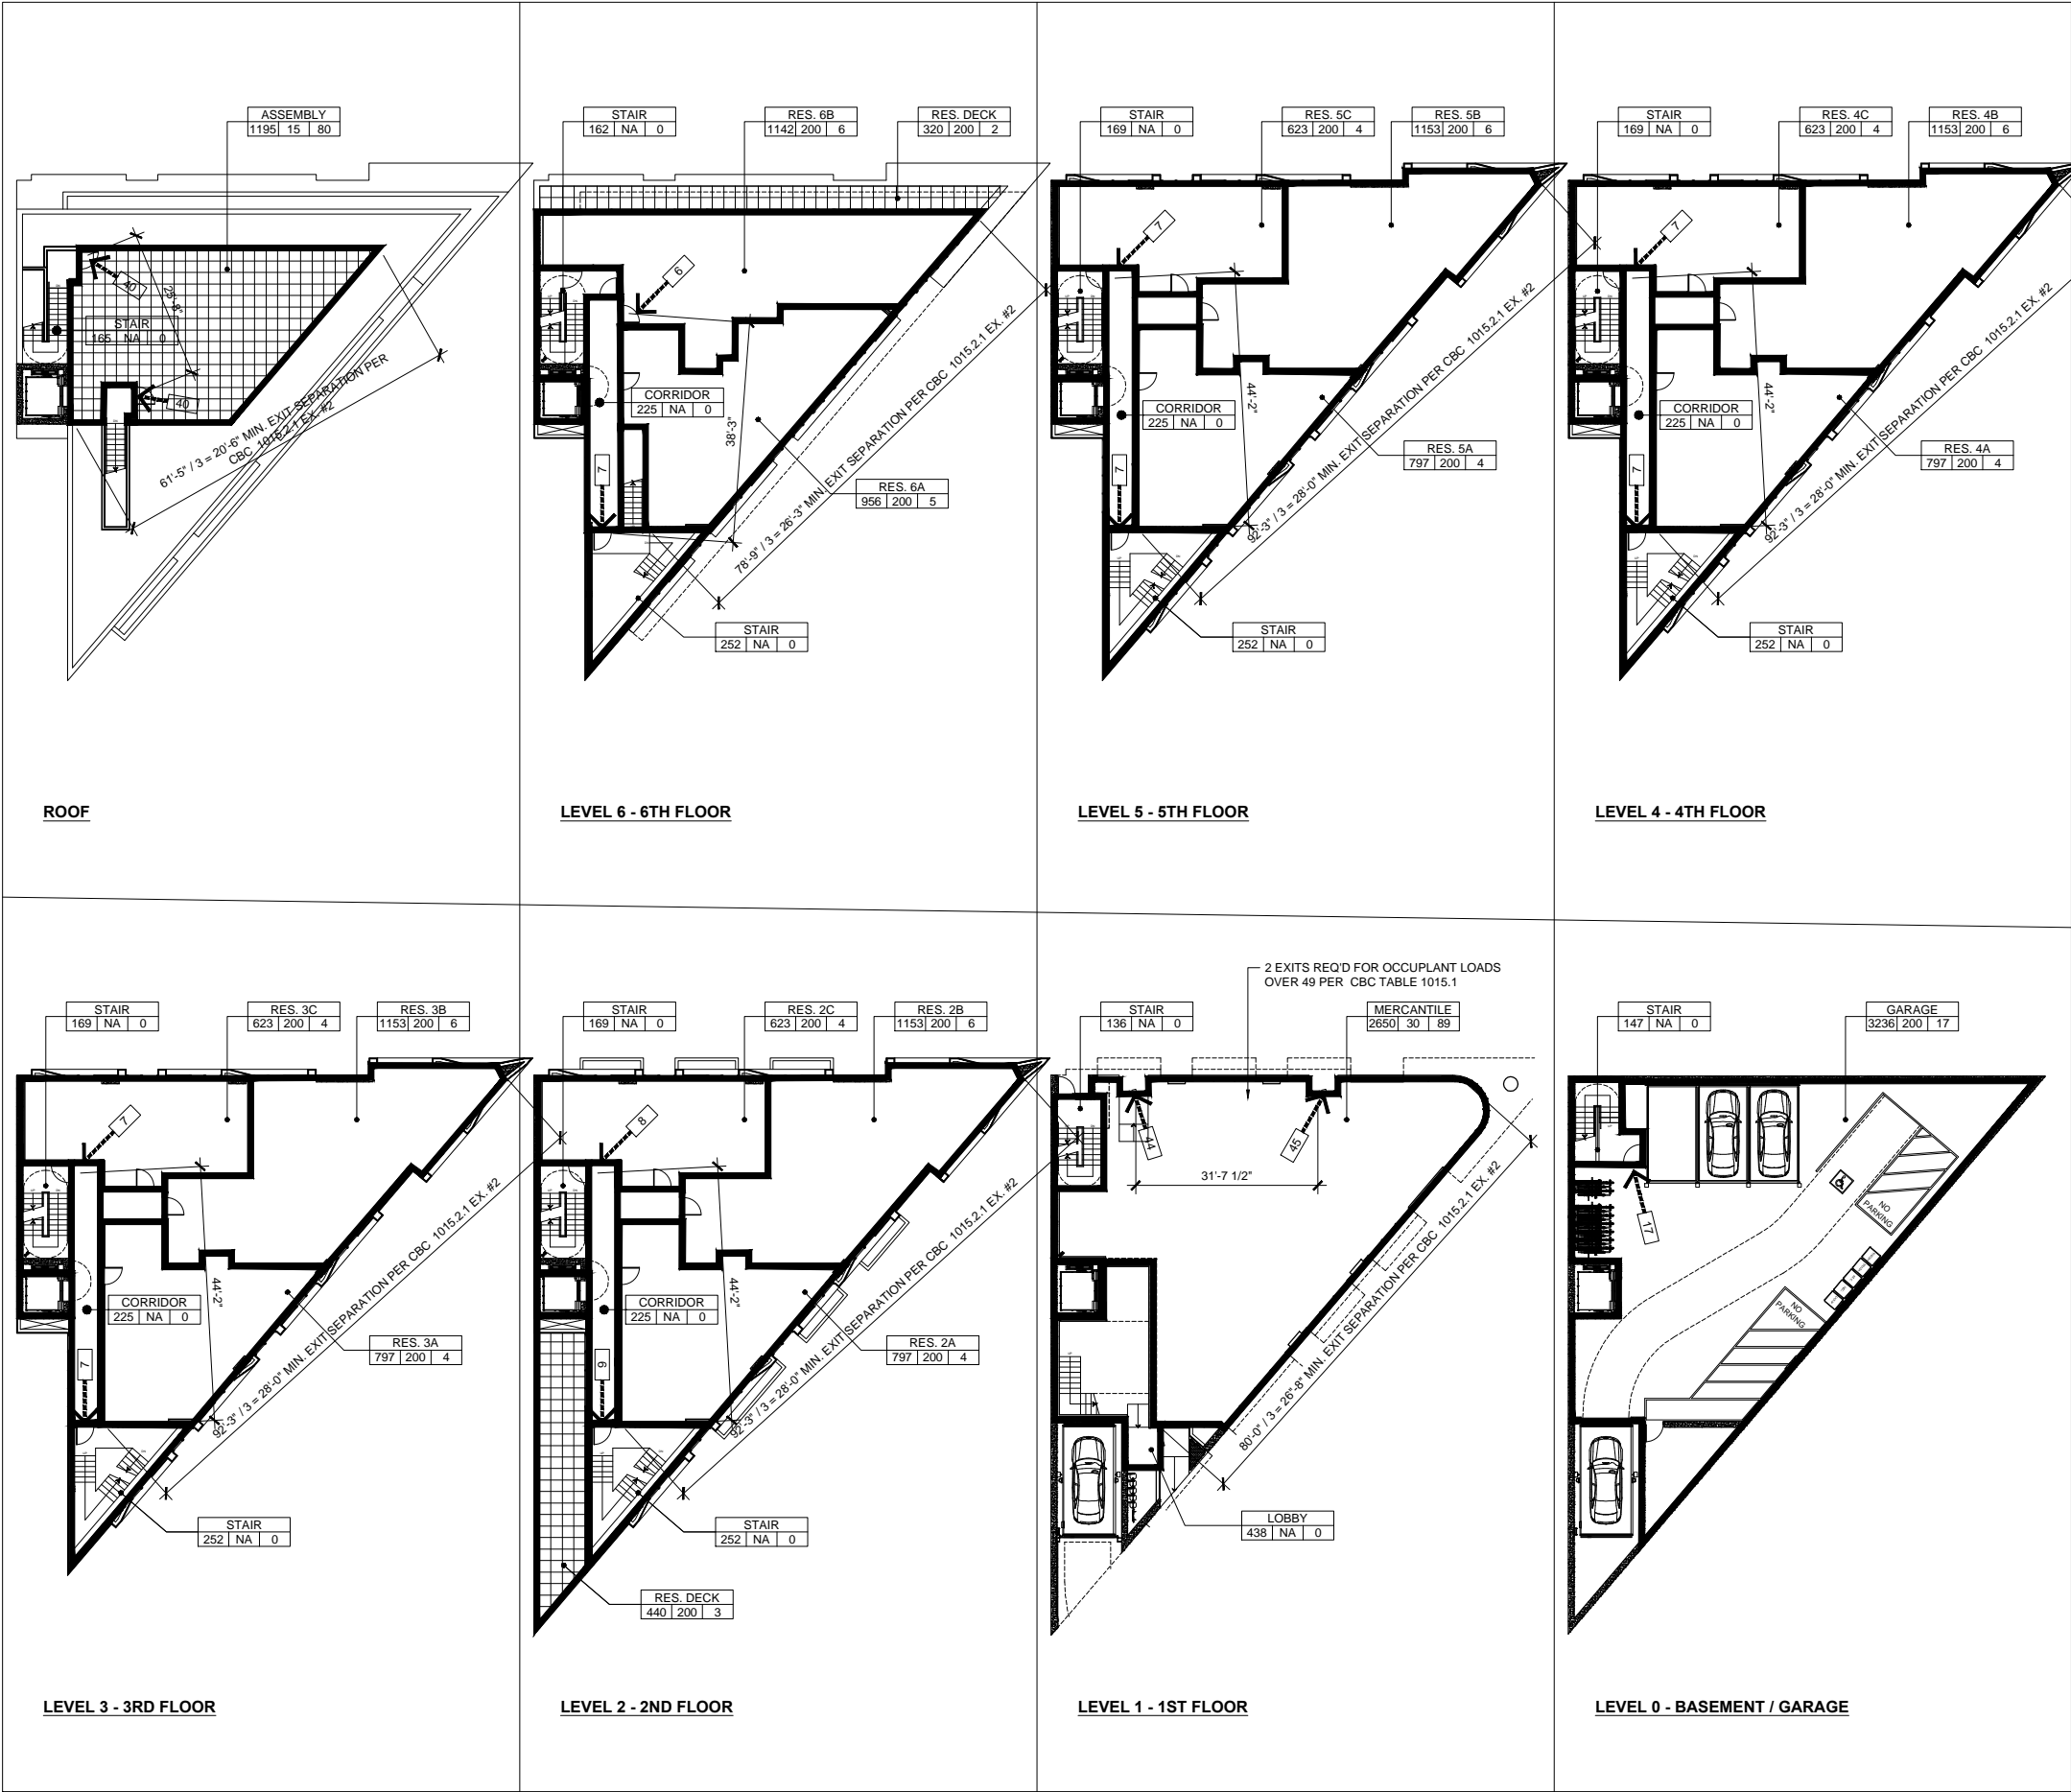 ASSEMBLY
1195 15 80
40
25'-8"
STAIR
165 NA 0
40
61'-5" / 3 = 20'-6" MIN. EXIT SEPARATION PER
CBC 1015.2.1 EX. #2
ROOF
STAIR
162 NA 0
RES. 6B
1142 200 6
RES. DECK
320 200 2
6
CORRIDOR
225 NA 0
38'-3"
7
RES. 6A
956 200 5
78'-9" / 3 = 26'-3" MIN. EXIT SEPARATION PER CBC 1015.2.1 EX. #2
STAIR
252 NA 0
LEVEL 6 - 6TH FLOOR
STAIR
169 NA 0
RES. 5C
623 200 4
RES. 5B
1153 200 6
7
CORRIDOR
225 NA 0
44'-2"
7
RES. 5A
797 200 4
92'-3" / 3 = 28'-0" MIN. EXIT SEPARATION PER CBC 1015.2.1 EX. #2
STAIR
252 NA 0
LEVEL 5 - 5TH FLOOR
STAIR
169 NA 0
RES. 4C
623 200 4
RES. 4B
1153 200 6
7
CORRIDOR
225 NA 0
44'-2"
7
RES. 4A
797 200 4
92'-3" / 3 = 28'-0" MIN. EXIT SEPARATION PER CBC 1015.2.1 EX. #2
STAIR
252 NA 0
LEVEL 4 - 4TH FLOOR
STAIR
169 NA 0
RES. 3C
623 200 4
RES. 3B
1153 200 6
7
CORRIDOR
225 NA 0
44'-2"
7
RES. 3A
797 200 4
92'-3" / 3 = 28'-0" MIN. EXIT SEPARATION PER CBC 1015.2.1 EX. #2
STAIR
252 NA 0
LEVEL 3 - 3RD FLOOR
STAIR
169 NA 0
RES. 2C
623 200 4
RES. 2B
1153 200 6
8
CORRIDOR
225 NA 0
44'-2"
9
RES. 2A
797 200 4
92'-3" / 3 = 28'-0" MIN. EXIT SEPARATION PER CBC 1015.2.1 EX. #2
STAIR
252 NA 0
RES. DECK
440 200 3
LEVEL 2 - 2ND FLOOR
2 EXITS REQ'D FOR OCCUPLANT LOADS
OVER 49 PER CBC TABLE 1015.1
STAIR
136 NA 0
MERCANTILE
2650 30 89
44
45
31'-7 1/2"
80'-0" / 3 = 26"-8" MIN. EXIT SEPARATION PER CBC 1015.2.1 EX. #2
LOBBY
438 NA 0
LEVEL 1 - 1ST FLOOR
STAIR
147 NA 0
GARAGE
3236 200 17
17
NO
PARKING
NO
PARKING
LEVEL 0 - BASEMENT / GARAGE